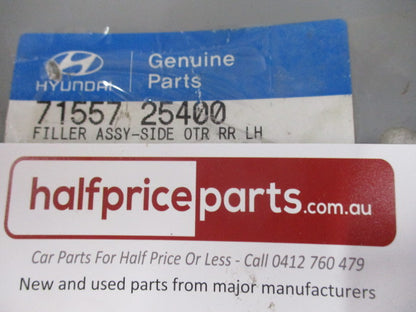 Genuine
Parts
HYUNDAI
71557 25400
FILLER ASSY-SIDE OTR RR LH
halfpriceparts.com.au
Car Parts For Half Price Or Less - Call 0412 760 479
New and used parts from major manufacturers